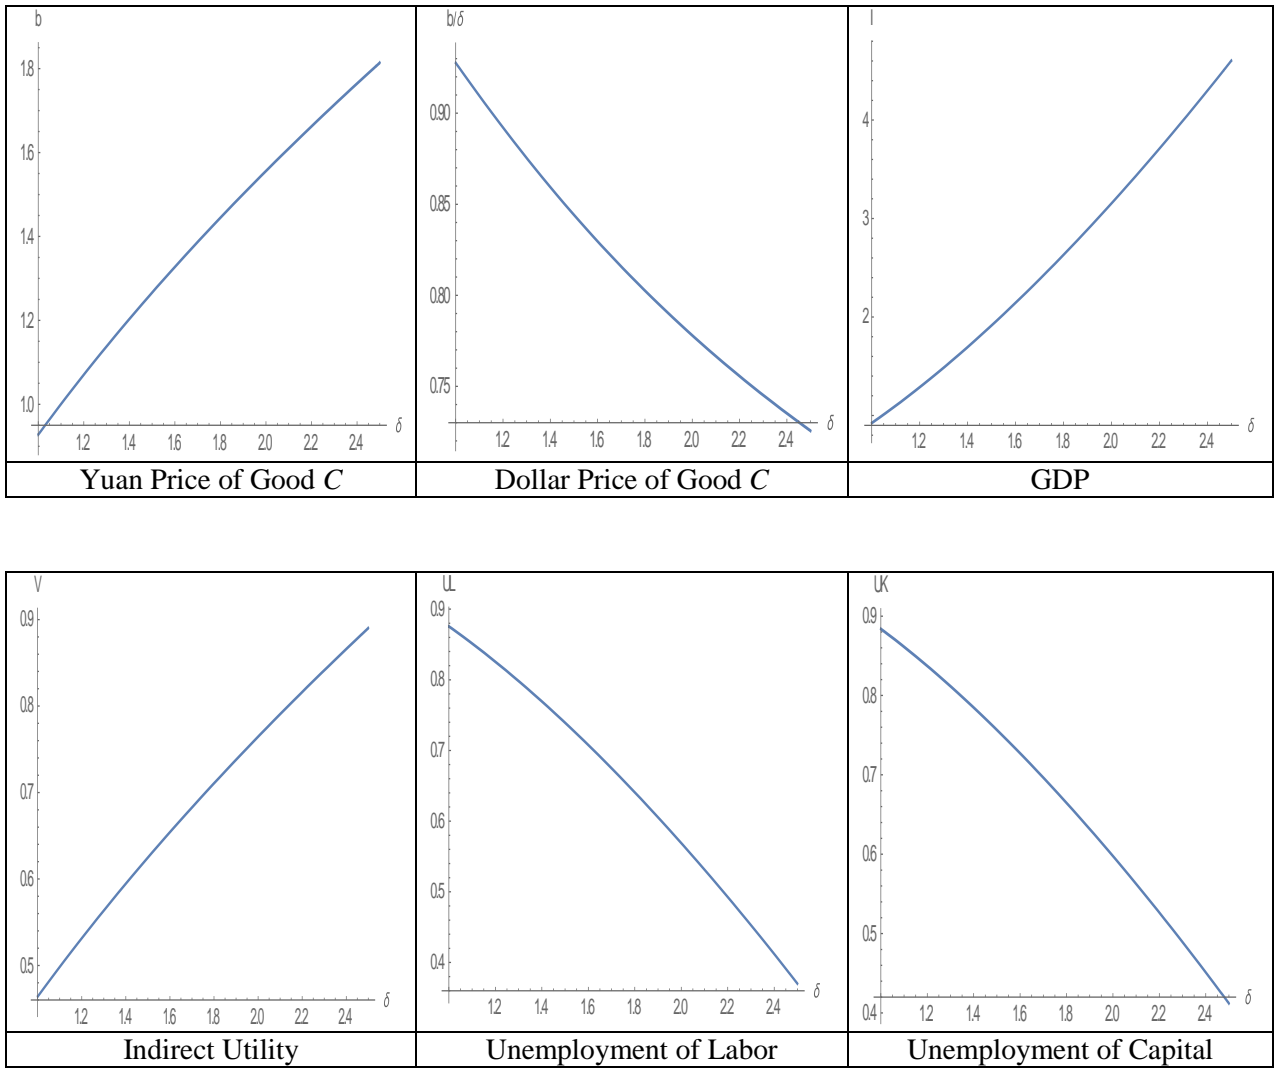 b
1.8
1.6
1.4
1.2
1.0
1.2 1.4 1.6 1.8 2.0 2.2 2.4 δ
Yuan Price of Good C
b/δ
0.90
0.85
0.80
0.75
1.2 1.4 1.6 1.8 2.0 2.2 2.4 δ
Dollar Price of Good C
I
4
3
2
1.2 1.4 1.6 1.8 2.0 2.2 2.4 δ
GDP
V
0.9
0.8
0.7
0.6
0.5
1.2 1.4 1.6 1.8 2.0 2.2 2.4 δ
Indirect Utility
UL
0.9
0.8
0.7
0.6
0.5
0.4
1.2 1.4 1.6 1.8 2.0 2.2 2.4 δ
Unemployment of Labor
UK
0.9
0.8
0.7
0.6
0.5
0.4
1.2 1.4 1.6 1.8 2.0 2.2 2.4 δ
Unemployment of Capital